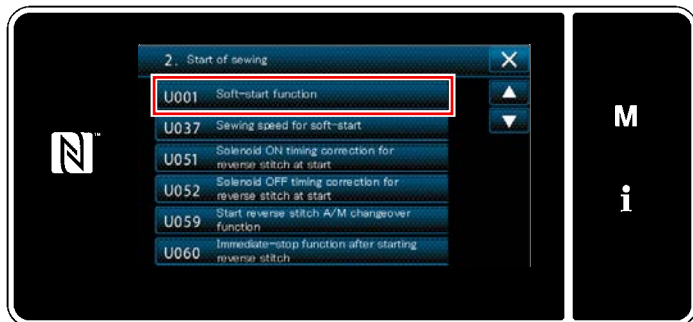 2. Start of sewing
U001 Soft-start function
U037 Sewing speed for soft-start
U051 Solenoid ON timing correction for
reverse stitch at start
U052 Solenoid OFF timing correction for
reverse stitch at start
U059 Start reverse stitch A/M changeover
function
U060 Immediate-stop function after starting
reverse stitch
M
i